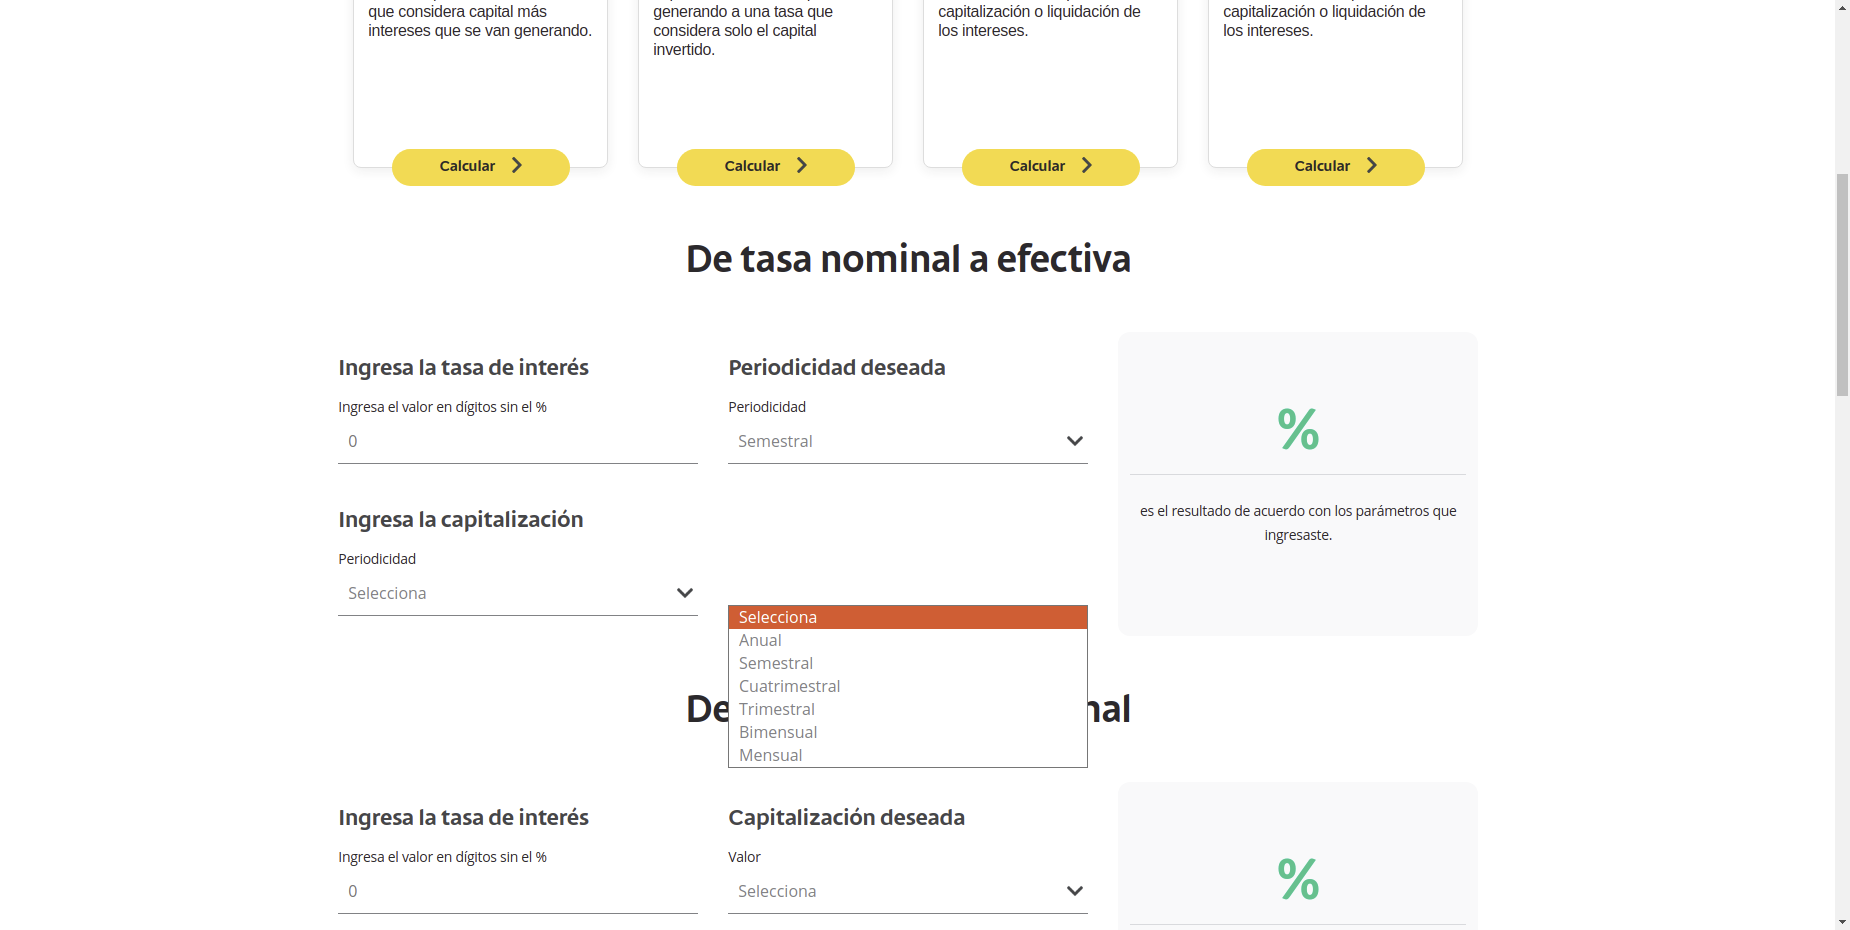 que considera capital más
intereses que se van generando.
generando a una tasa que
considera solo el capital
invertido.
capitalización o liquidación de
los intereses.
capitalización o liquidación de
los intereses.
Calcular
Calcular
Calcular
Calcular
De tasa nominal a efectiva
Ingresa la tasa de interés
Ingresa el valor en dígitos sin el %
0
Periodicidad deseada
Periodicidad
Semestral
%
es el resultado de acuerdo con los parámetros que
ingresaste.
Ingresa la capitalización
Periodicidad
Selecciona
Selecciona
Anual
Semestral
Cuatrimestral
Trimestral
Bimensual
Mensual
De
nal
Ingresa la tasa de interés
Ingresa el valor en dígitos sin el %
0
Capitalización deseada
Valor
Selecciona
%